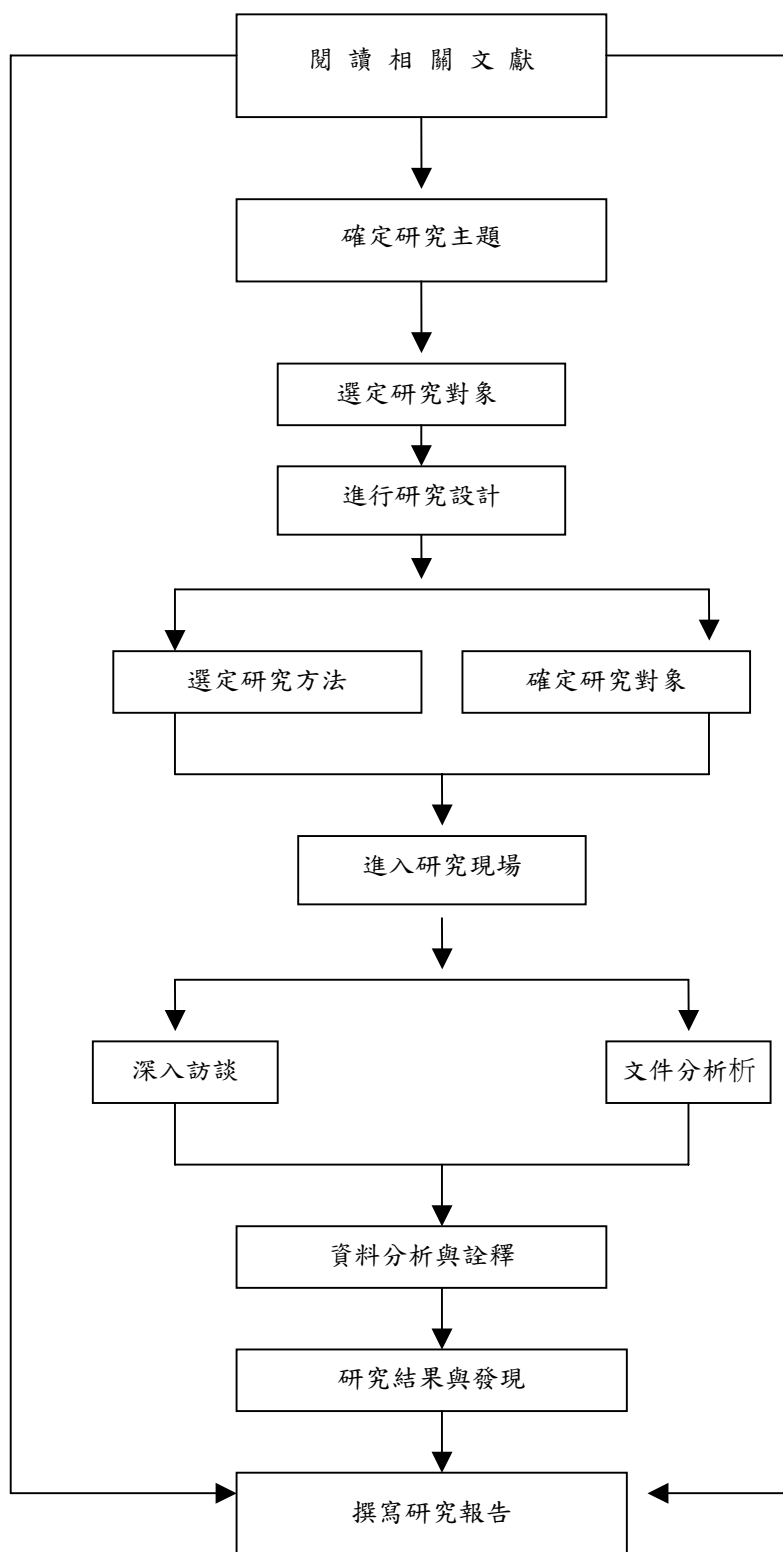 閱讀相關文獻
確定研究主題
選定研究對象
進行研究設計
選定研究方法
確定研究對象
進入研究現場
深入訪談
文件分析析
資料分析與詮釋
研究結果與發現
撰寫研究報告